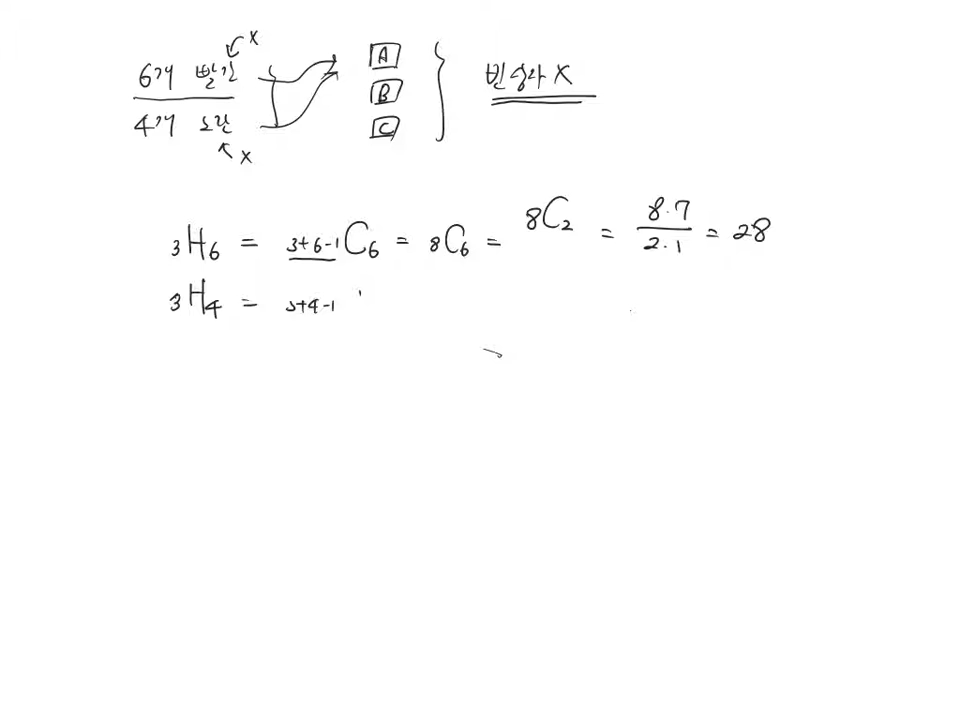 6개 빨간 x
A
B
C
빈상자 X
4개 노란 x
₃H₆ = ₃₊₆₋₁C₆ = ₈C₆ = ₈C₂ = 8·7/2·1 = 28
₃H₄ = ₃₊₄₋₁